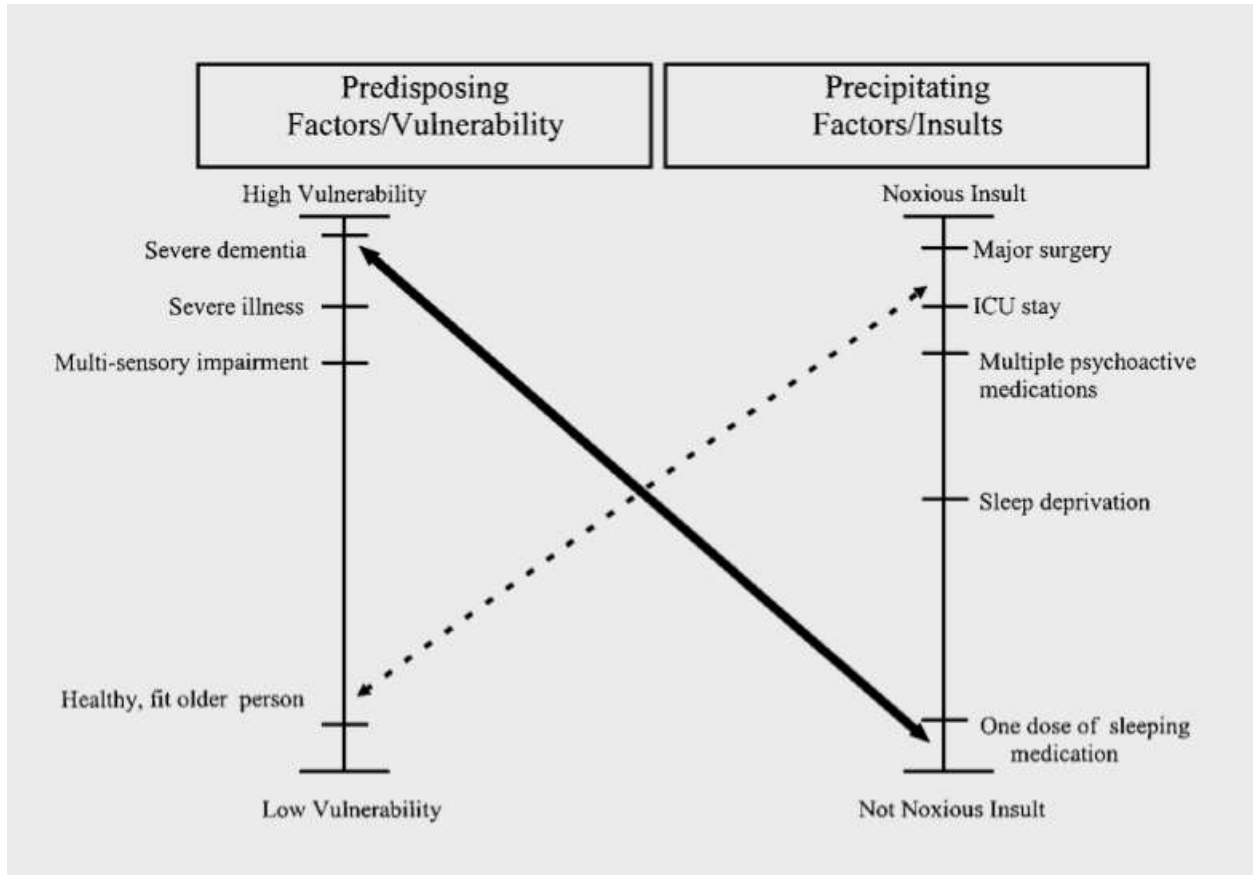 Predisposing
Factors/Vulnerability
Precipitating
Factors/Insults
High Vulnerability
Severe dementia
Severe illness
Multi-sensory impairment
Healthy, fit older person
Low Vulnerability
Noxious Insult
Major surgery
ICU stay
Multiple psychoactive
medications
Sleep deprivation
One dose of sleeping
medication
Not Noxious Insult